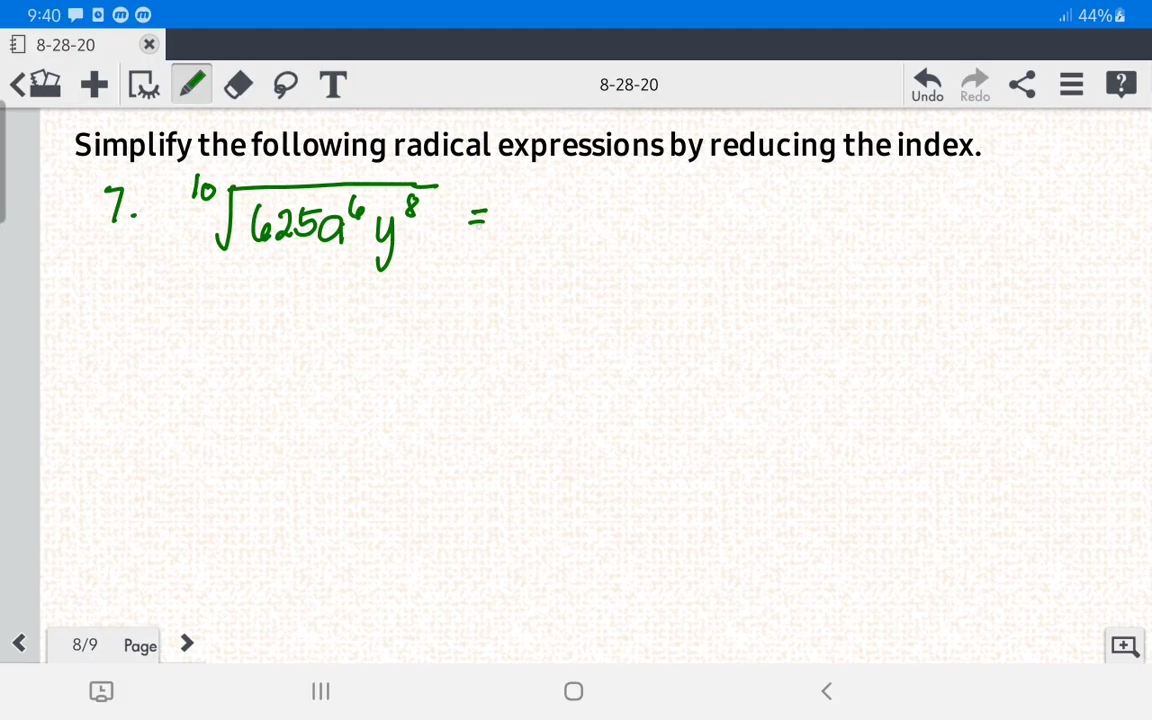 9:40 44%
8-28-20
8-28-20 Undo Redo
Simplify the following radical expressions by reducing the index.
7. ¹⁰√625a⁶y⁸ =
8/9 Page